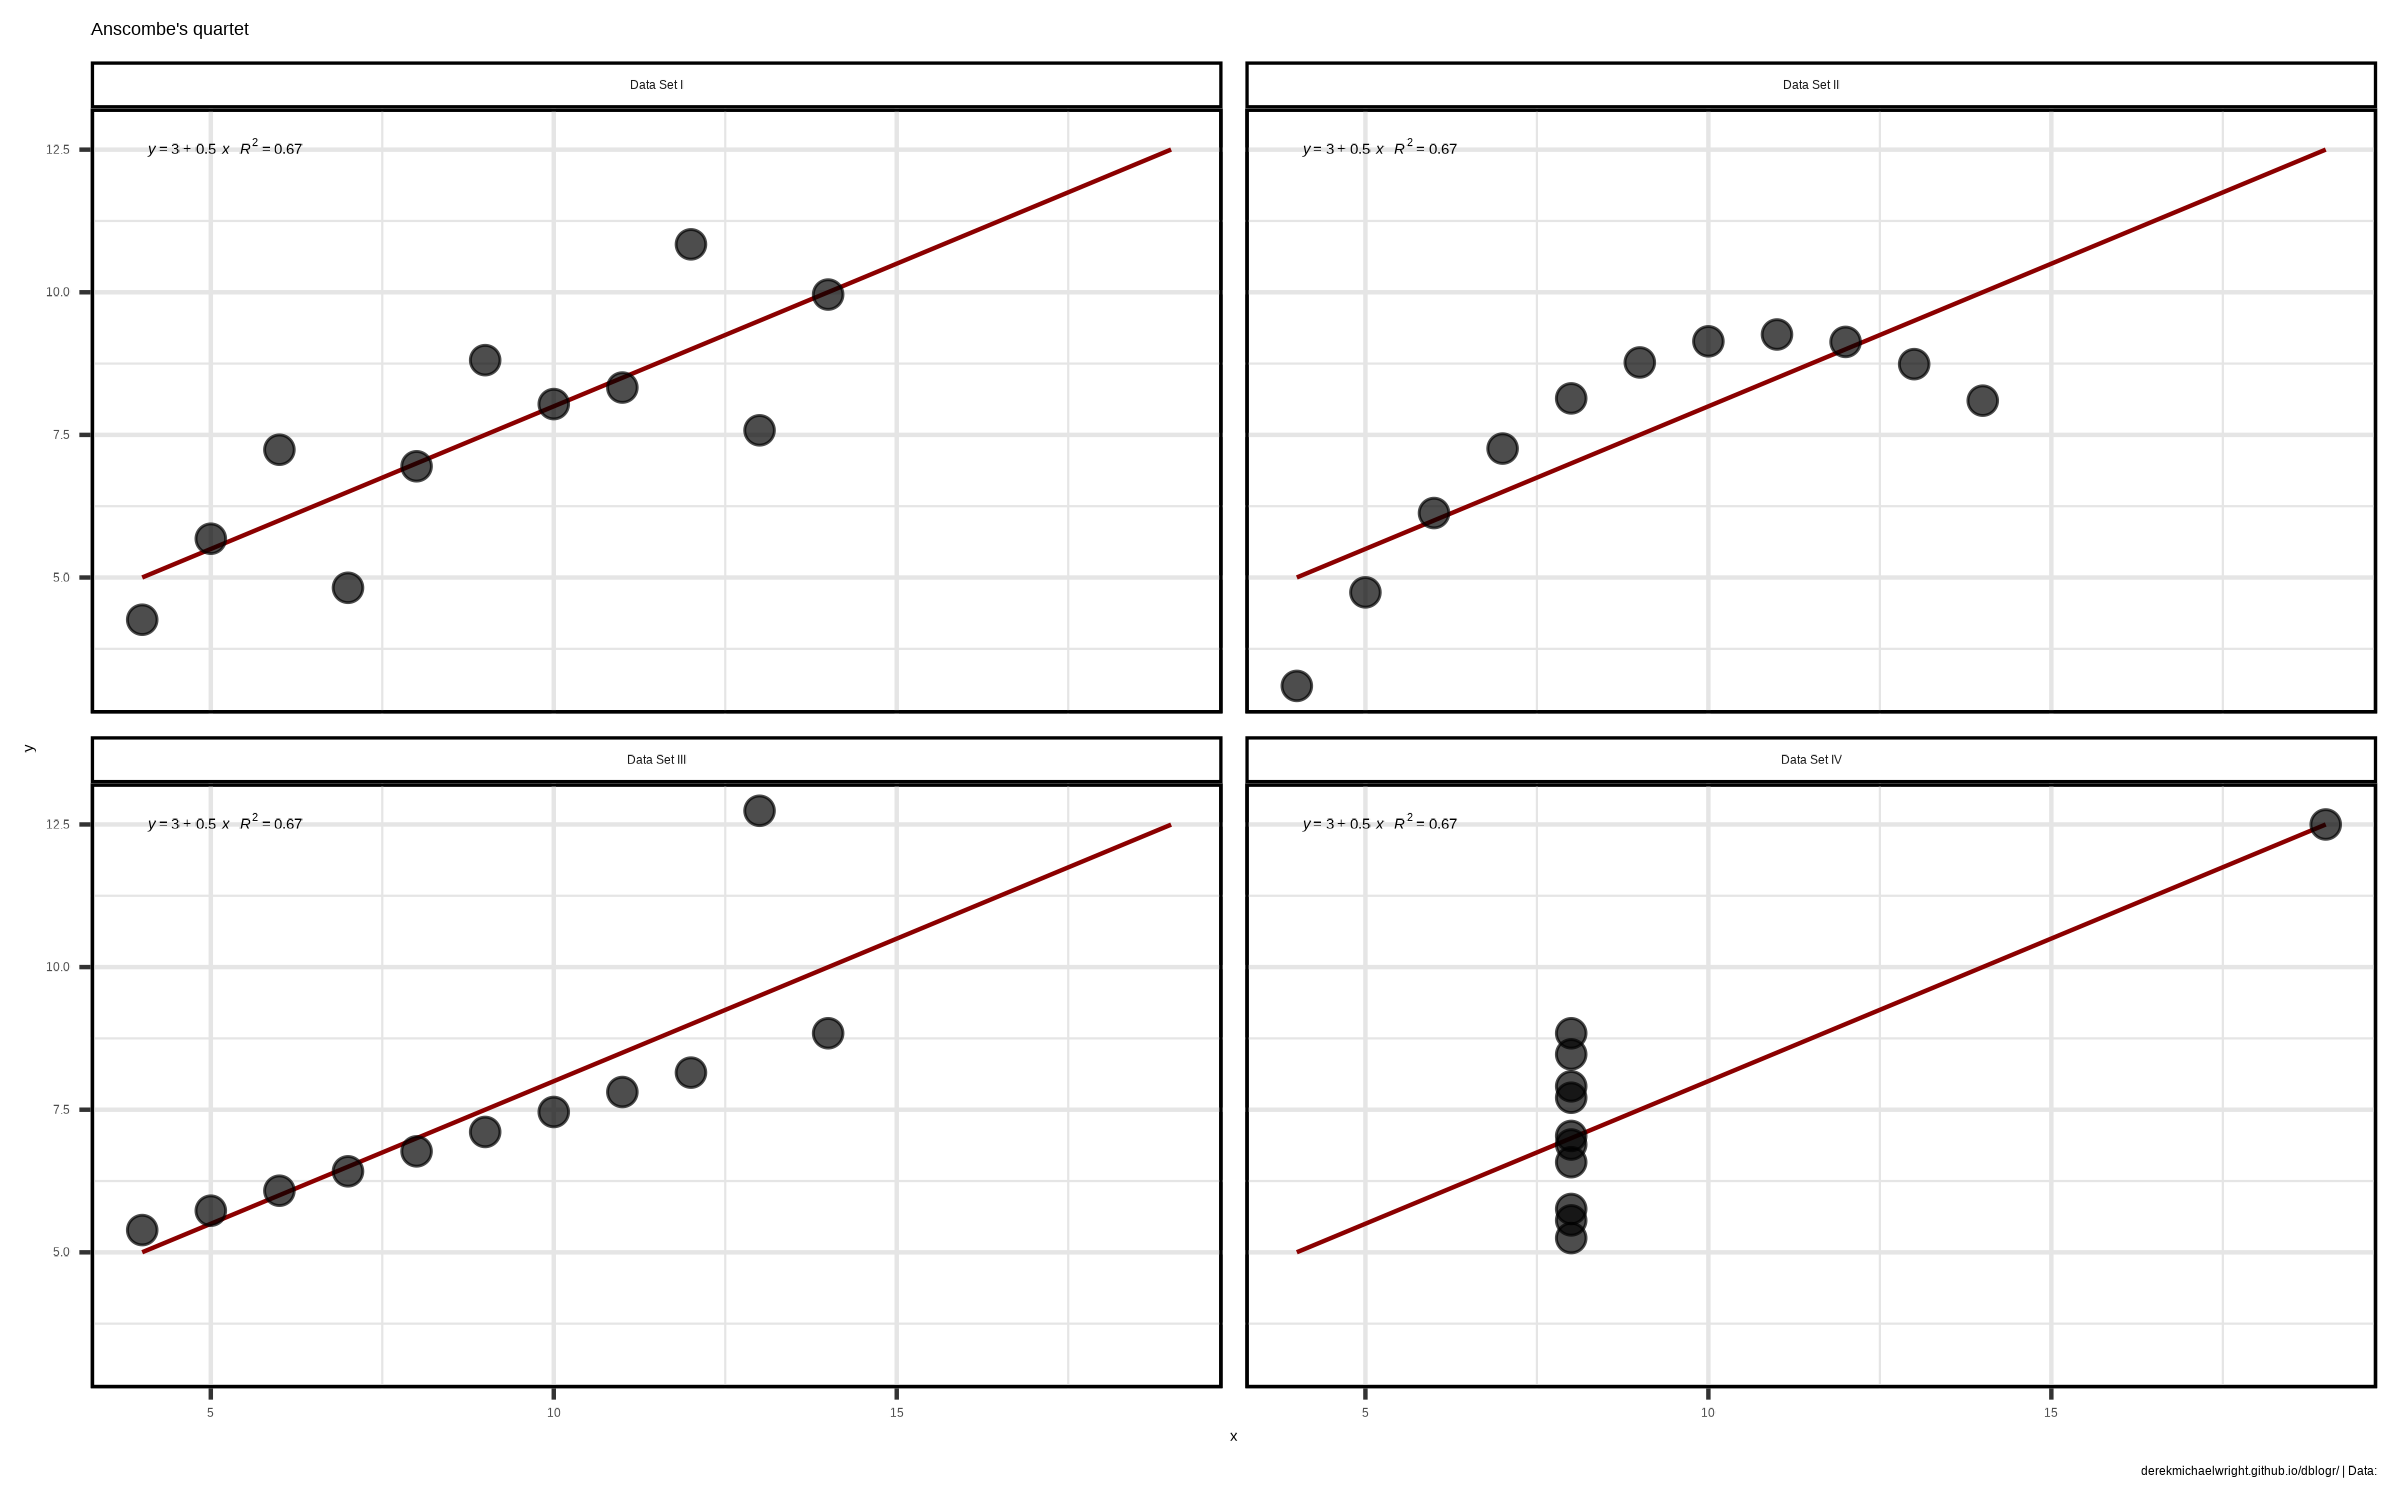 Anscombe's quartet
Data Set I
Data Set II
12.5
10.0
7.5
5.0
y = 3 + 0.5 x  R² = 0.67
y = 3 + 0.5 x  R² = 0.67
y
Data Set III
Data Set IV
12.5
10.0
7.5
5.0
y = 3 + 0.5 x  R² = 0.67
y = 3 + 0.5 x  R² = 0.67
5 10 15
5 10 15
x
derekmichaelwright.github.io/dblogr/ | Data: